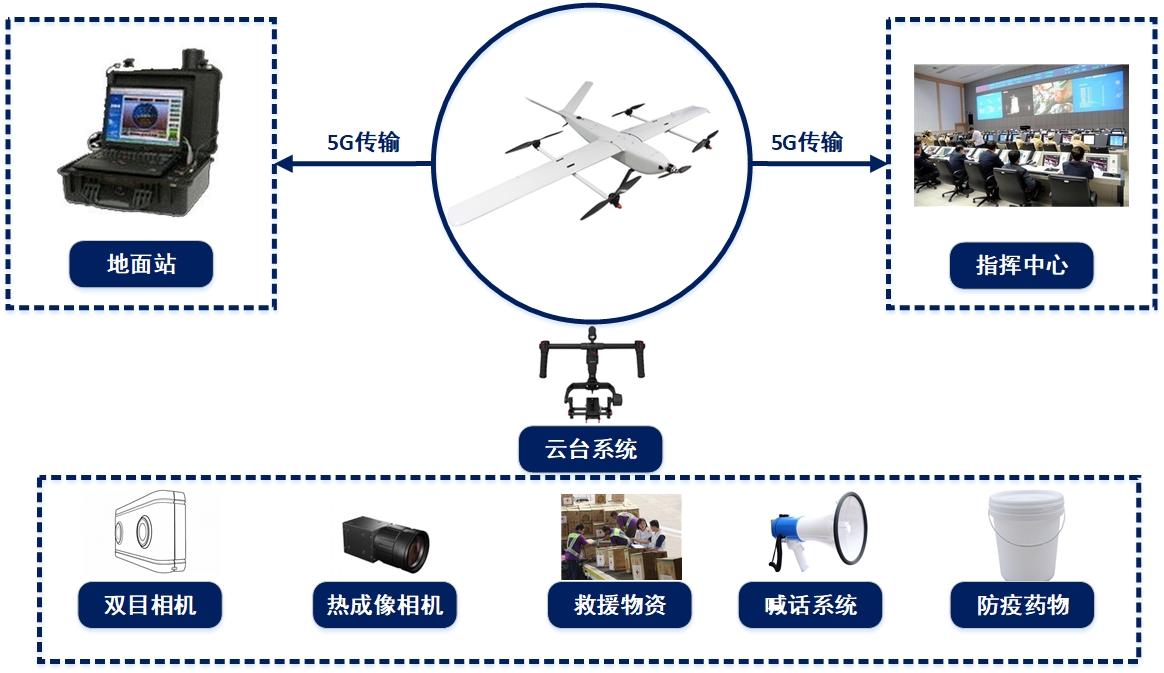 5G传输
5G传输
地面站
指挥中心
云台系统
双目相机
热成像相机
救援物资
喊话系统
防疫药物